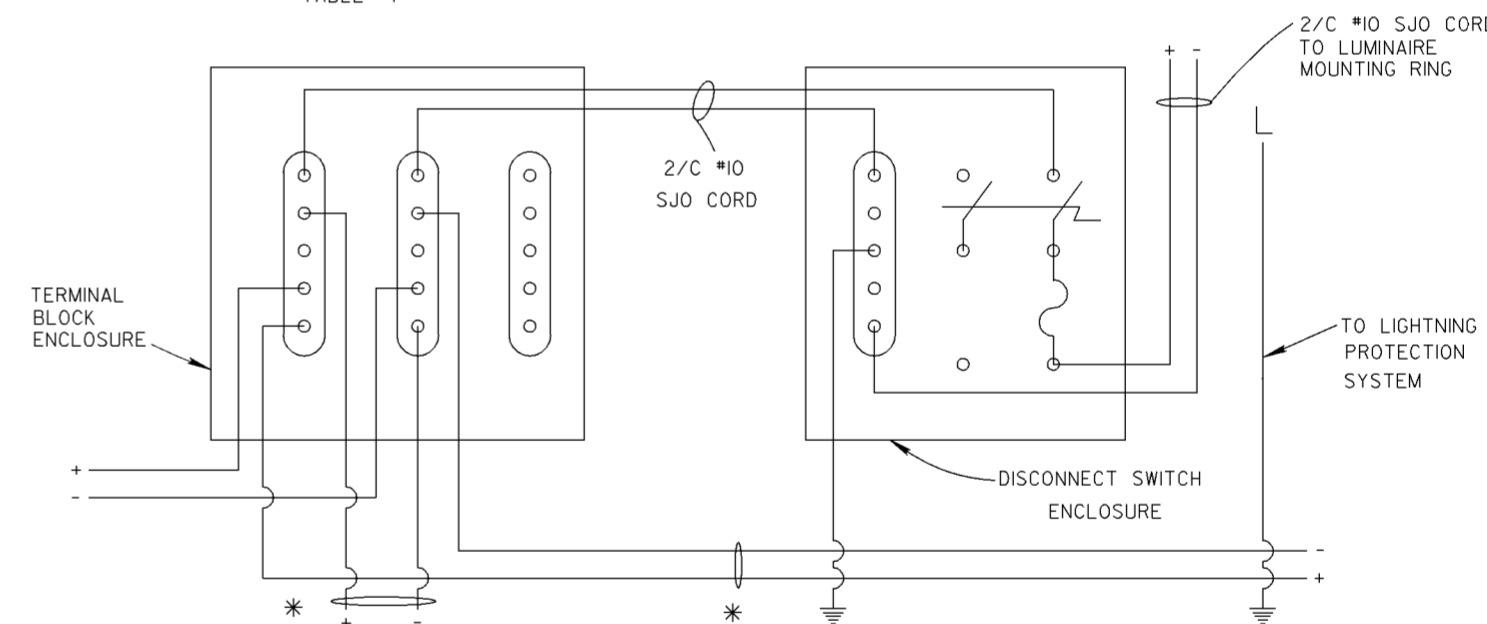 2/C #10 SJO CORD
TO LUMINAIRE
MOUNTING RING
+ -
L
2/C #10
SJO CORD
TERMINAL
BLOCK
ENCLOSURE
TO LIGHTNING
PROTECTION
SYSTEM
+
-
DISCONNECT SWITCH
ENCLOSURE
-
+
* *
+ -